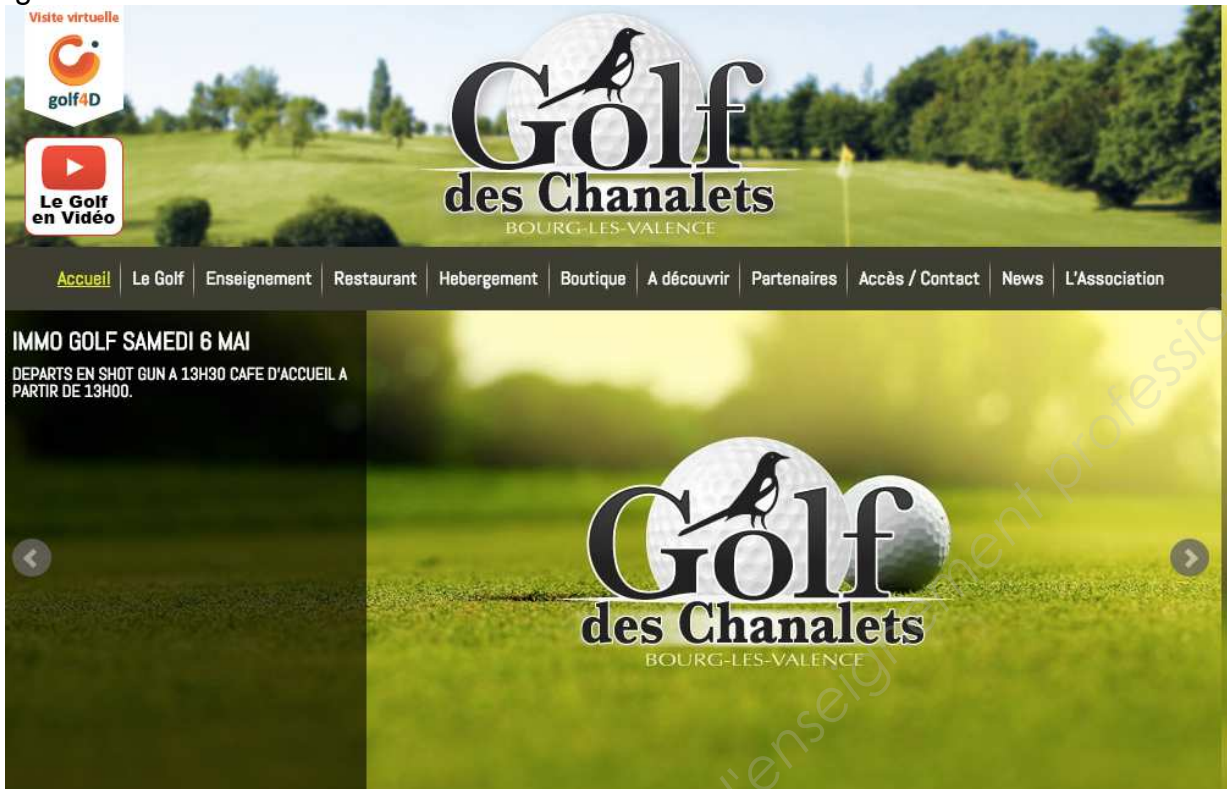 Visite virtuelle
golf4D
Le Golf
en Vidéo
Golf
des Chanalets
BOURG-LES-VALENCE
Accueil Le Golf Enseignement Restaurant Hebergement Boutique A découvrir Partenaires Accès / Contact News L'Association
IMMO GOLF SAMEDI 6 MAI
DEPARTS EN SHOT GUN A 13H30 CAFE D'ACCUEIL A
PARTIR DE 13H00.
Golf
des Chanalets
BOURG-LES-VALENCE